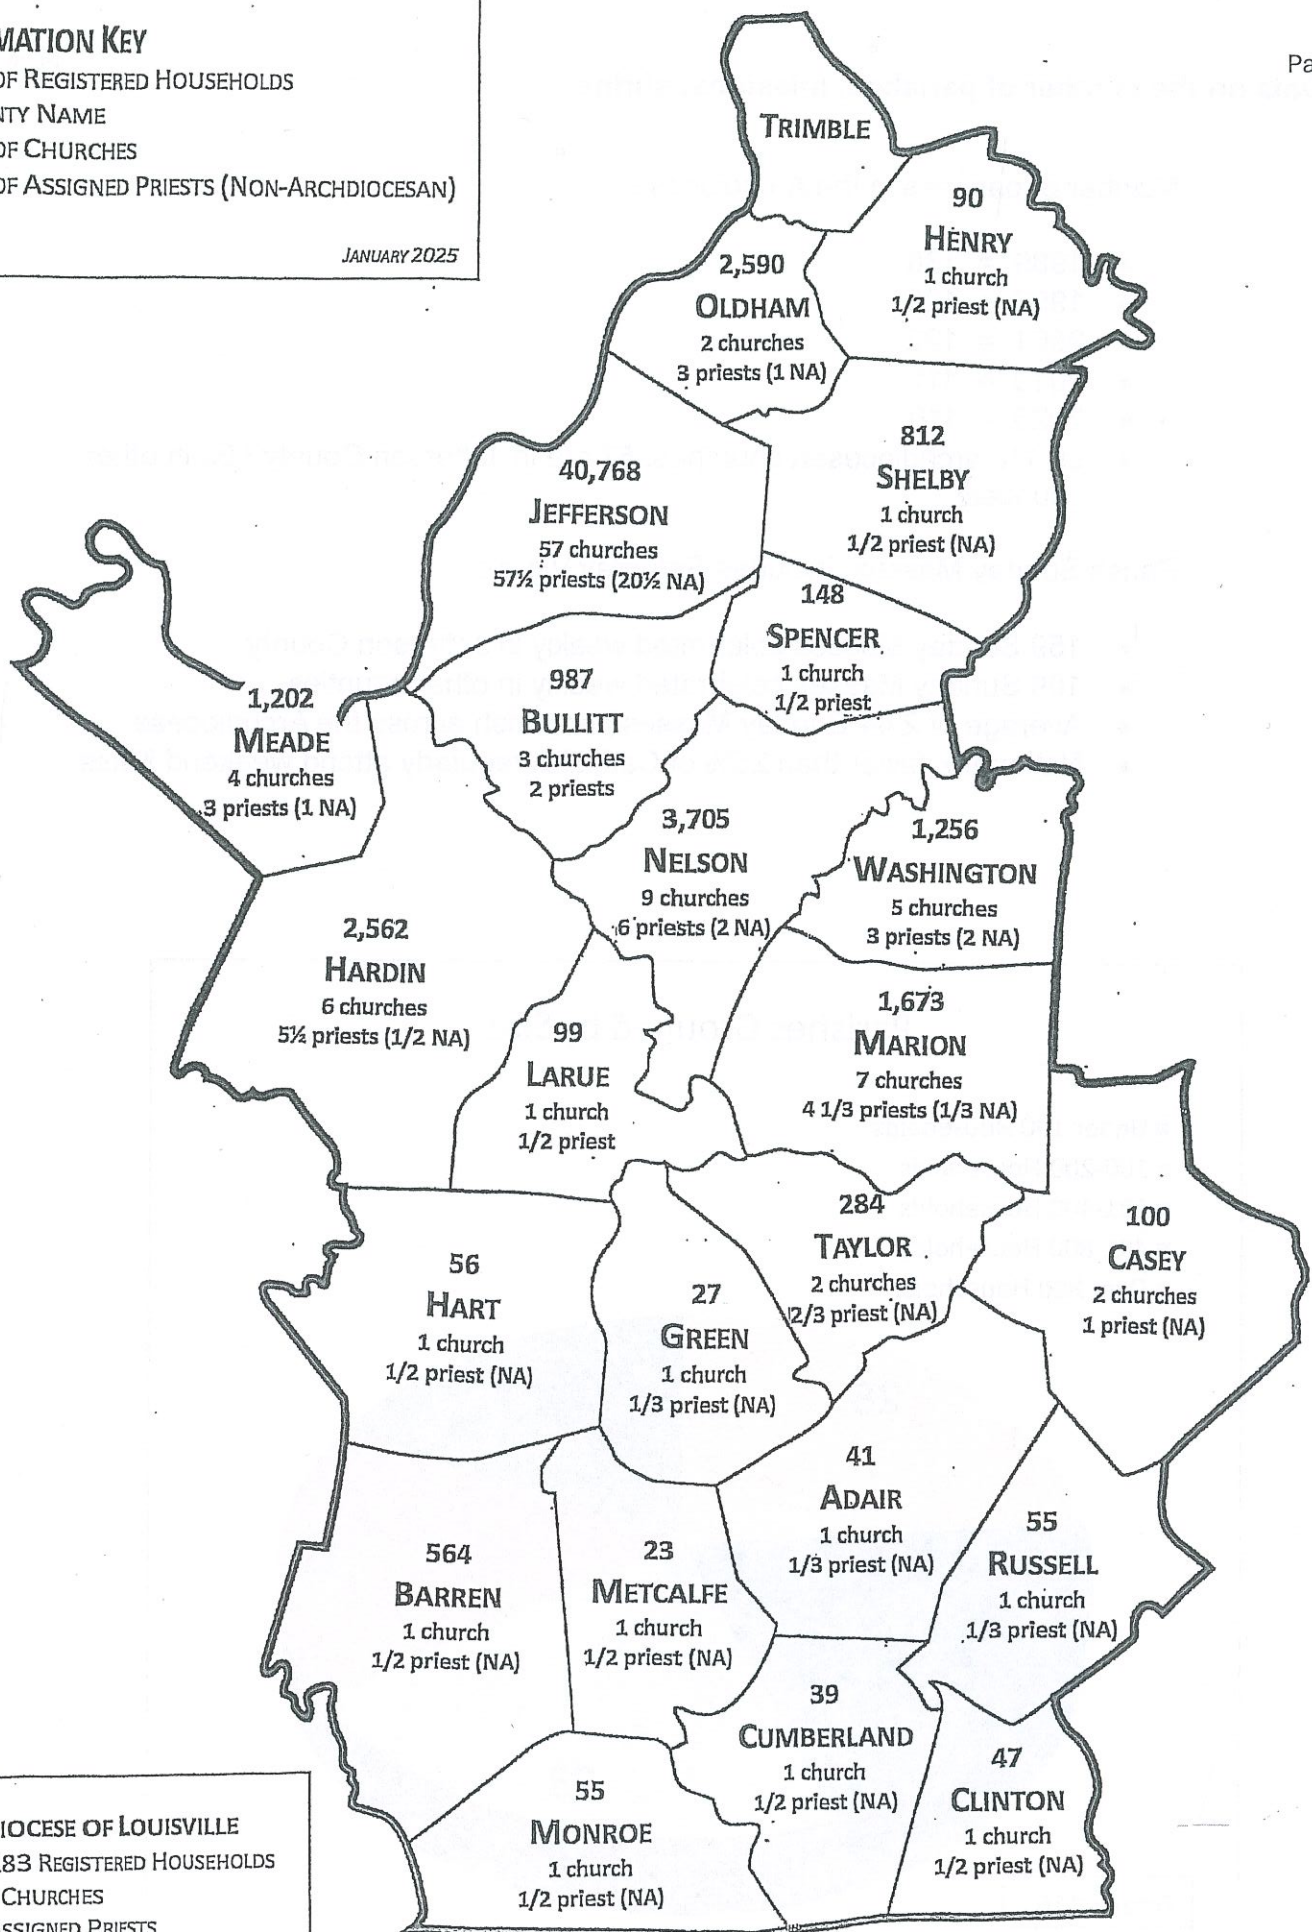 MATION KEY
OF REGISTERED HOUSEHOLDS
NTY NAME
OF CHURCHES
OF ASSIGNED PRIESTS (NON-ARCHDIOCESAN)
JANUARY 2025
Pa
TRIMBLE
90
HENRY
1 church
1/2 priest (NA)
2,590
OLDHAM
2 churches
3 priests (1 NA)
812
SHELBY
1 church
1/2 priest (NA)
40,768
JEFFERSON
57 churches
57½ priests (20½ NA)
148
SPENCER
1 church
1/2 priest
987
BULLITT
3 churches
2 priests
1,202
MEADE
4 churches
3 priests (1 NA)
3,705
NELSON
9 churches
6 priests (2 NA)
1,256
WASHINGTON
5 churches
3 priests (2 NA)
2,562
HARDIN
6 churches
5½ priests (1/2 NA)
99
LARUE
1 church
1/2 priest
1,673
MARION
7 churches
4 1/3 priests (1/3 NA)
284
TAYLOR
2 churches
2/3 priest (NA)
100
CASEY
2 churches
1 priest (NA)
56
HART
1 church
1/2 priest (NA)
27
GREEN
1 church
1/3 priest (NA)
41
ADAIR
1 church
1/3 priest (NA)
55
RUSSELL
1 church
1/3 priest (NA)
564
BARREN
1 church
1/2 priest (NA)
23
METCALFE
1 church
1/2 priest (NA)
39
CUMBERLAND
1 church
1/2 priest (NA)
47
CLINTON
1 church
1/2 priest (NA)
55
MONROE
1 church
1/2 priest (NA)
IOCESE OF LOUISVILLE
83 REGISTERED HOUSEHOLDS
CHURCHES
ASSIGNED PRIESTS